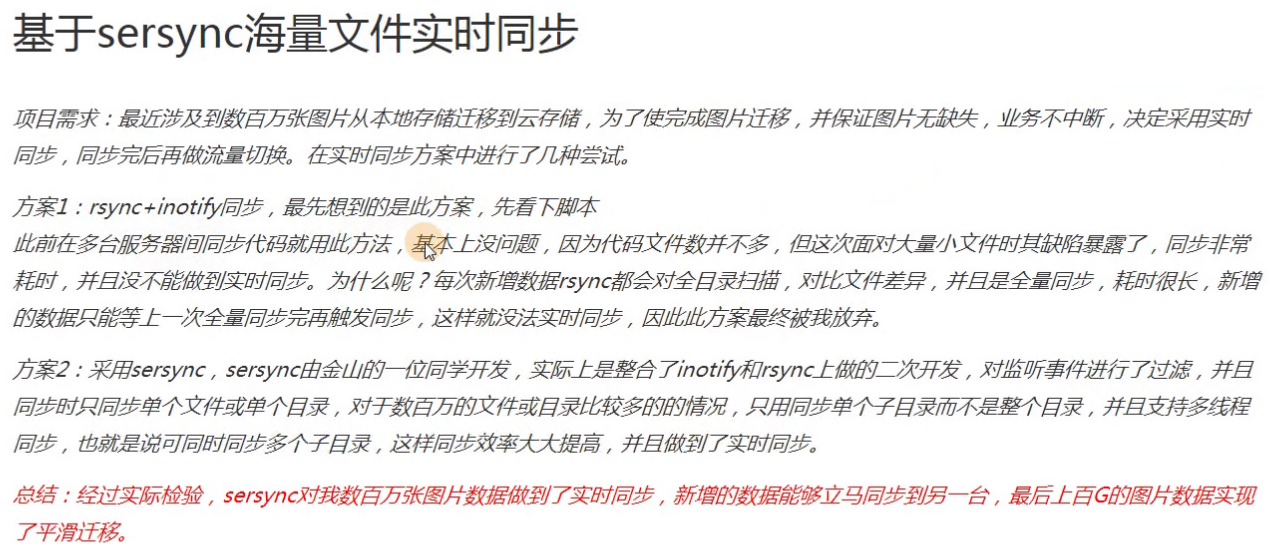 基于sersync海量文件实时同步
项目需求：最近涉及到数百万张图片从本地存储迁移到云存储，为了使完成图片迁移，并保证图片无缺失，业务不中断，决定采用实时
同步，同步完后再做流量切换。在实时同步方案中进行了几种尝试。
方案1：rsync+inotify同步，最先想到的是此方案，先看下脚本
此前在多台服务器间同步代码就用此方法，基本上没问题，因为代码文件数并不多，但这次面对大量小文件时其缺陷暴露了，同步非常
耗时，并且没不能做到实时同步。为什么呢？每次新增数据rsync都会对全目录扫描，对比文件差异，并且是全量同步，耗时很长，新增
的数据只能等上一次全量同步完再触发同步，这样就没法实时同步，因此此方案最终被我放弃。
方案2：采用sersync，sersync由金山的一位同学开发，实际上是整合了inotify和rsync上做的二次开发，对监听事件进行了过滤，并且
同步时只同步单个文件或单个目录，对于数百万的文件或目录比较多的的情况，只用同步单个子目录而不是整个目录，并且支持多线程
同步，也就是说可同时同步多个子目录，这样同步效率大大提高，并且做到了实时同步。
总结：经过实际检验，sersync对我数百万张图片数据做到了实时同步，新增的数据能够立马同步到另一台，最后上百G的图片数据实现
了平滑迁移。